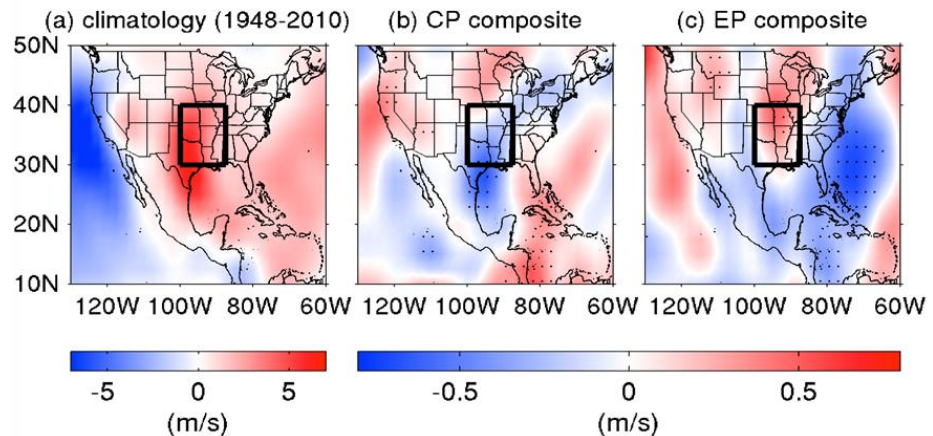 (a) climatology (1948-2010) (b) CP composite (c) EP composite
50N
40N
30N
20N
10N
120W 100W 80W 60W 120W 100W 80W 60W 120W 100W 80W 60W
-5 0 5 -0.5 0 0.5
(m/s) (m/s)